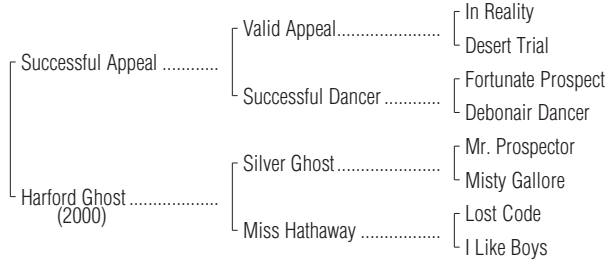 In Reality
Valid Appeal.....................
Desert Trial
Successful Appeal ............
Fortunate Prospect
Successful Dancer ............
Debonair Dancer
Mr. Prospector
Silver Ghost.....................
Misty Gallore
Harford Ghost ...................
(2000)
Lost Code
Miss Hathaway .................
I Like Boys